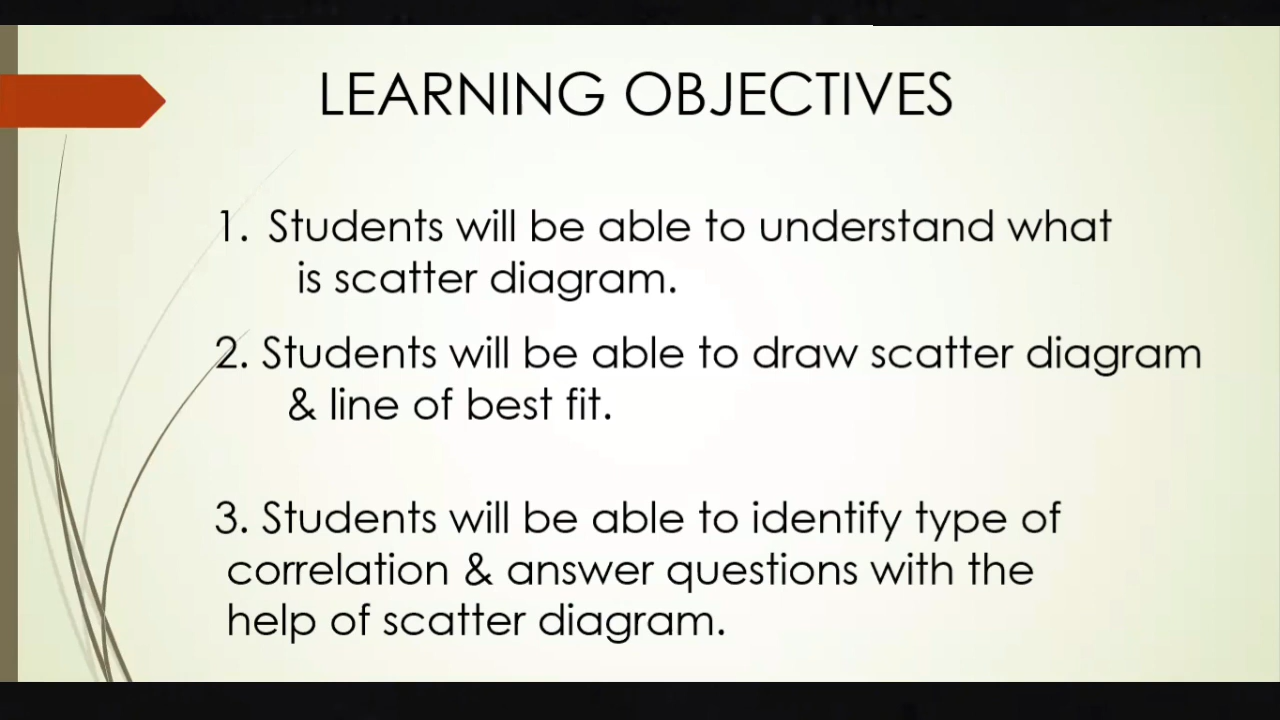 LEARNING OBJECTIVES
1. Students will be able to understand what
is scatter diagram.
2. Students will be able to draw scatter diagram
& line of best fit.
3. Students will be able to identify type of
correlation & answer questions with the
help of scatter diagram.